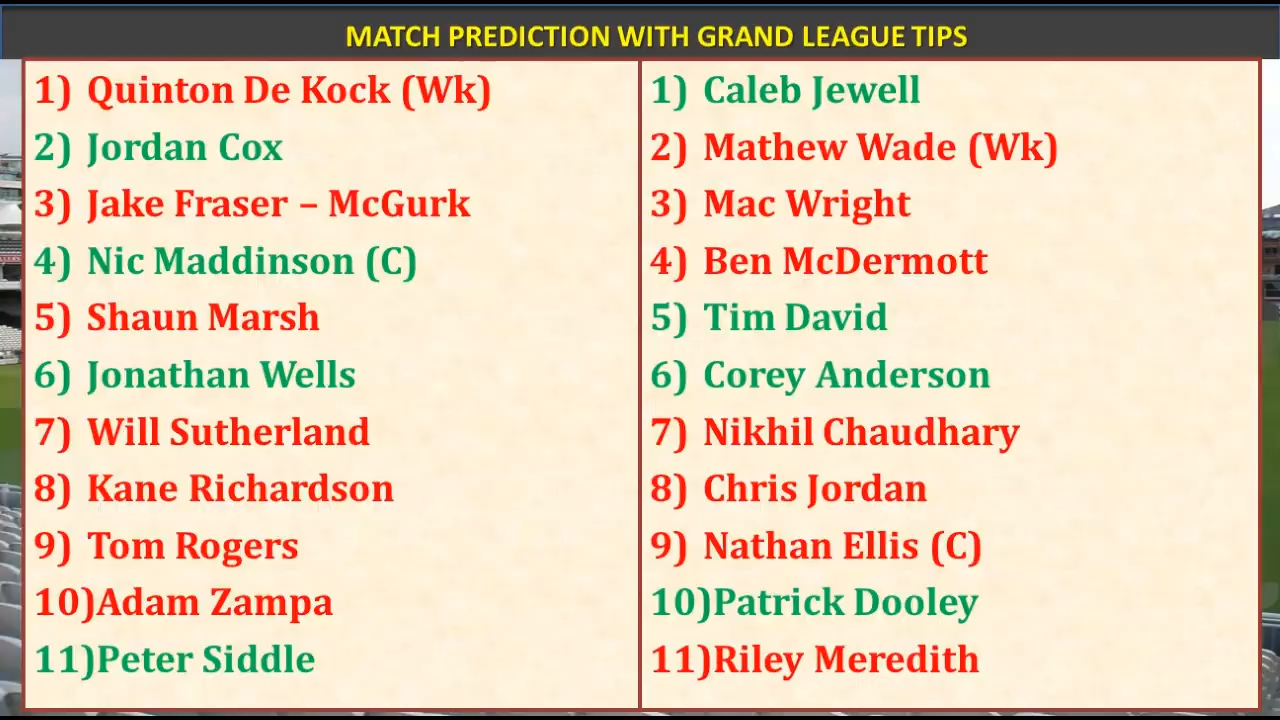 MATCH PREDICTION WITH GRAND LEAGUE TIPS
1) Quinton De Kock (Wk)
2) Jordan Cox
3) Jake Fraser – McGurk
4) Nic Maddinson (C)
5) Shaun Marsh
6) Jonathan Wells
7) Will Sutherland
8) Kane Richardson
9) Tom Rogers
10)Adam Zampa
11)Peter Siddle
1) Caleb Jewell
2) Mathew Wade (Wk)
3) Mac Wright
4) Ben McDermott
5) Tim David
6) Corey Anderson
7) Nikhil Chaudhary
8) Chris Jordan
9) Nathan Ellis (C)
10)Patrick Dooley
11)Riley Meredith